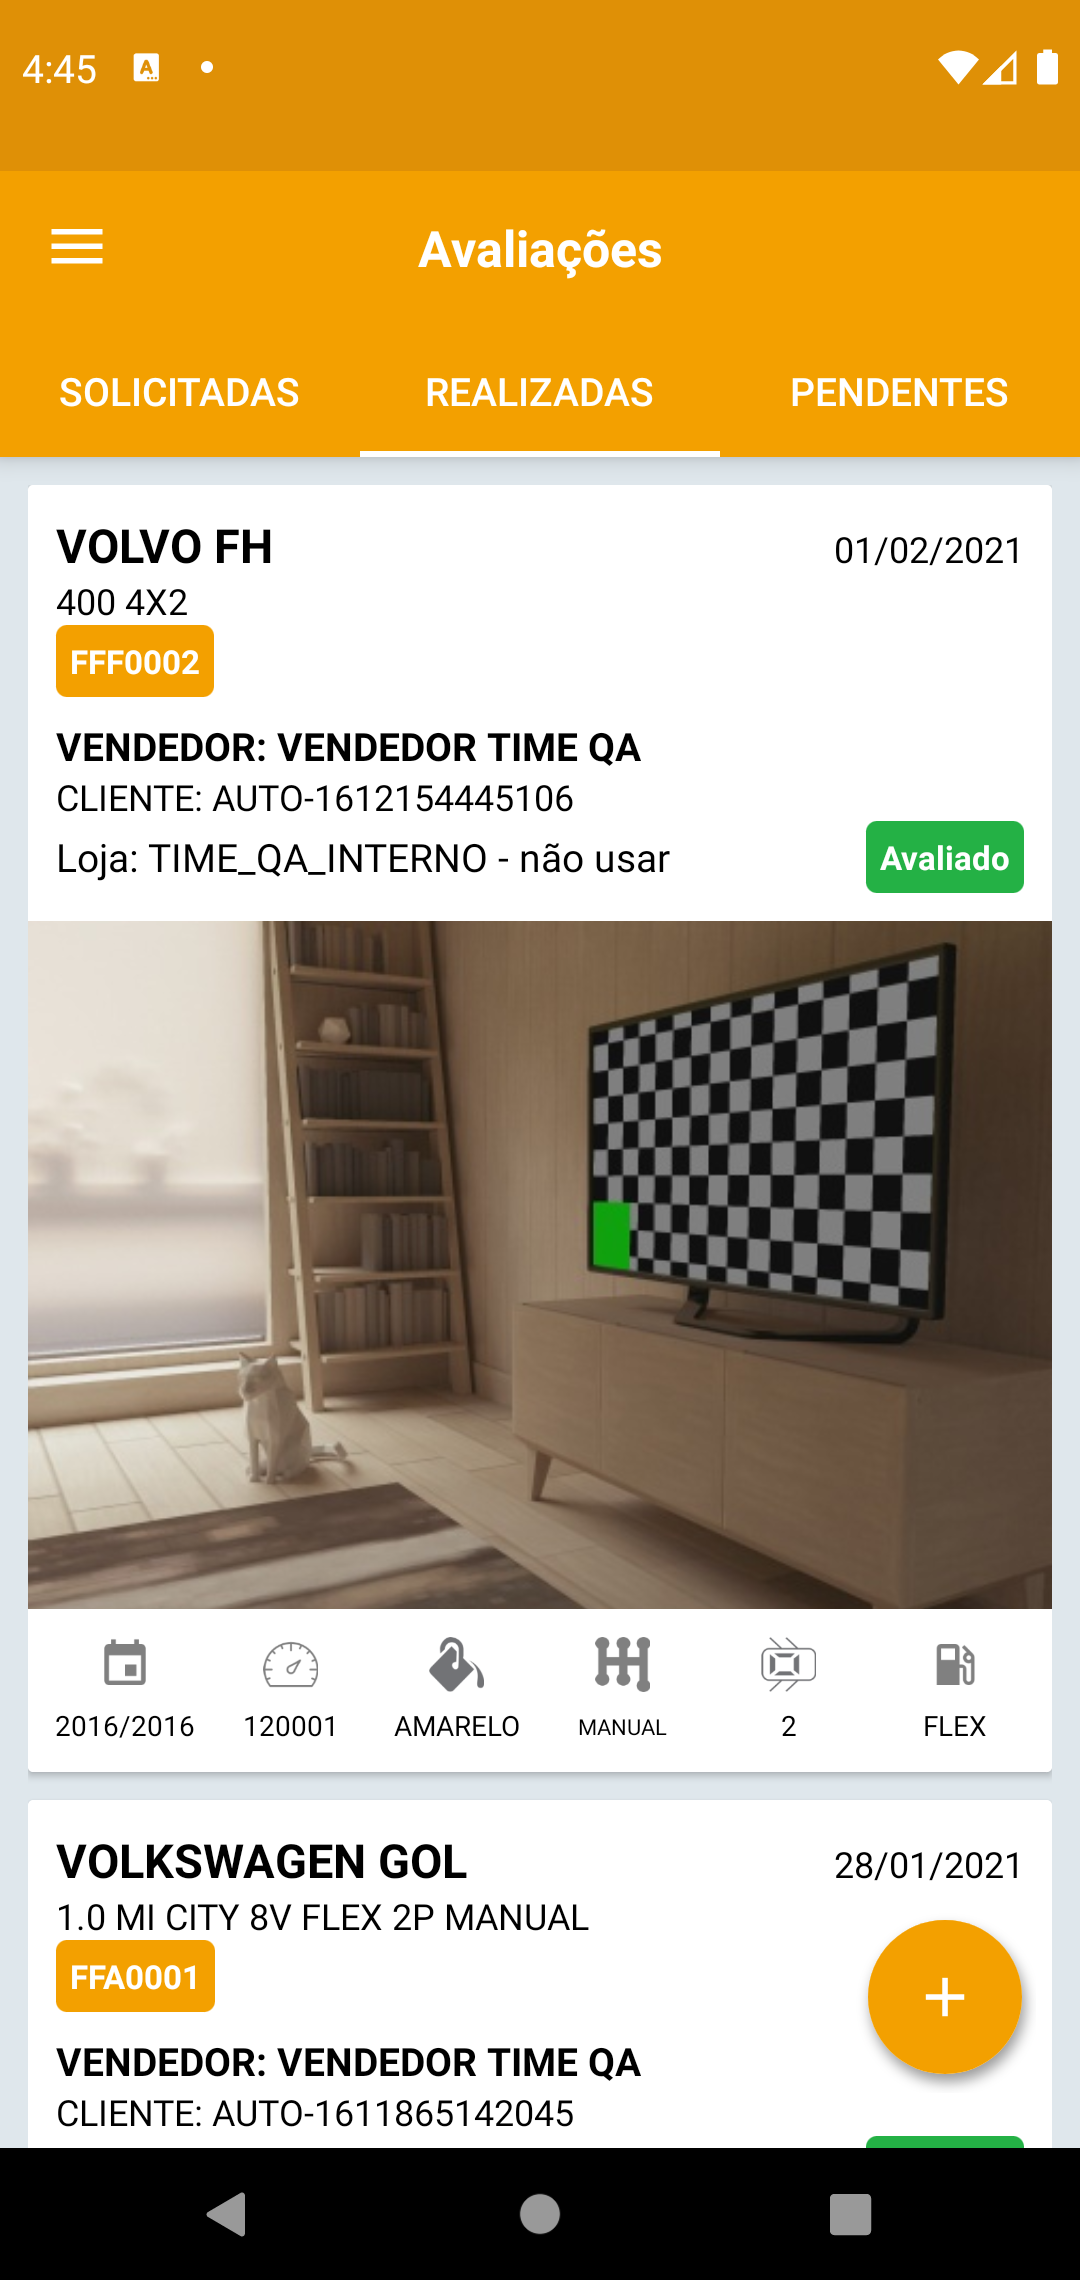 4:45
Avaliações
SOLICITADAS
REALIZADAS
PENDENTES
VOLVO FH
01/02/2021
400 4X2
FFF0002
VENDEDOR: VENDEDOR TIME QA
CLIENTE: AUTO-1612154445106
Loja: TIME_QA_INTERNO - não usar
Avaliado
2016/2016
120001
AMARELO
MANUAL
2
FLEX
VOLKSWAGEN GOL
28/01/2021
1.0 MI CITY 8V FLEX 2P MANUAL
FFA0001
VENDEDOR: VENDEDOR TIME QA
CLIENTE: AUTO-1611865142045